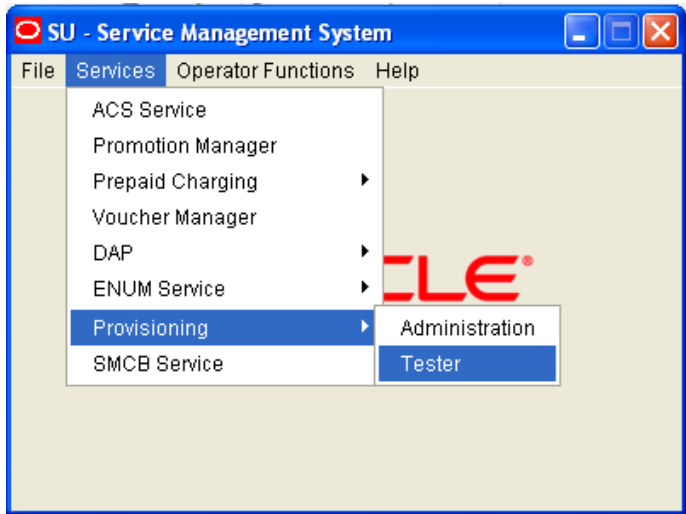 SU - Service Management System
File Services Operator Functions Help
ACS Service
Promotion Manager
Prepaid Charging
Voucher Manager
DAP
ENUM Service
Provisioning
Administration
SMCB Service
Tester
CLE®